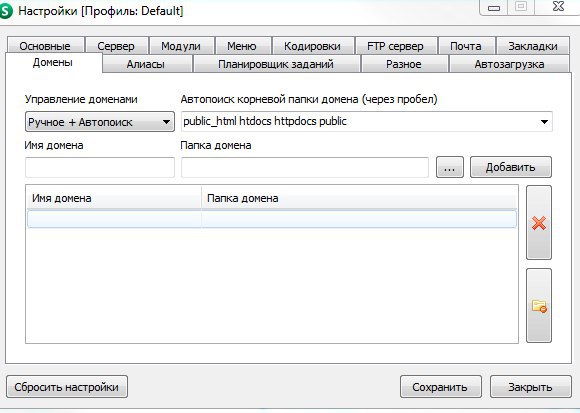 S Настройки [Профиль: Default]
Основные Сервер Модули Меню Кодировки FTP сервер Почта Закладки
Домены Алиасы Планировщик заданий Разное Автозагрузка
Управление доменами Автопоиск корневой папки домена (через пробел)
Ручное + Автопоиск public_html htdocs httpdocs public
Имя домена Папка домена
... Добавить
Имя домена Папка домена
Сбросить настройки Сохранить Закрыть